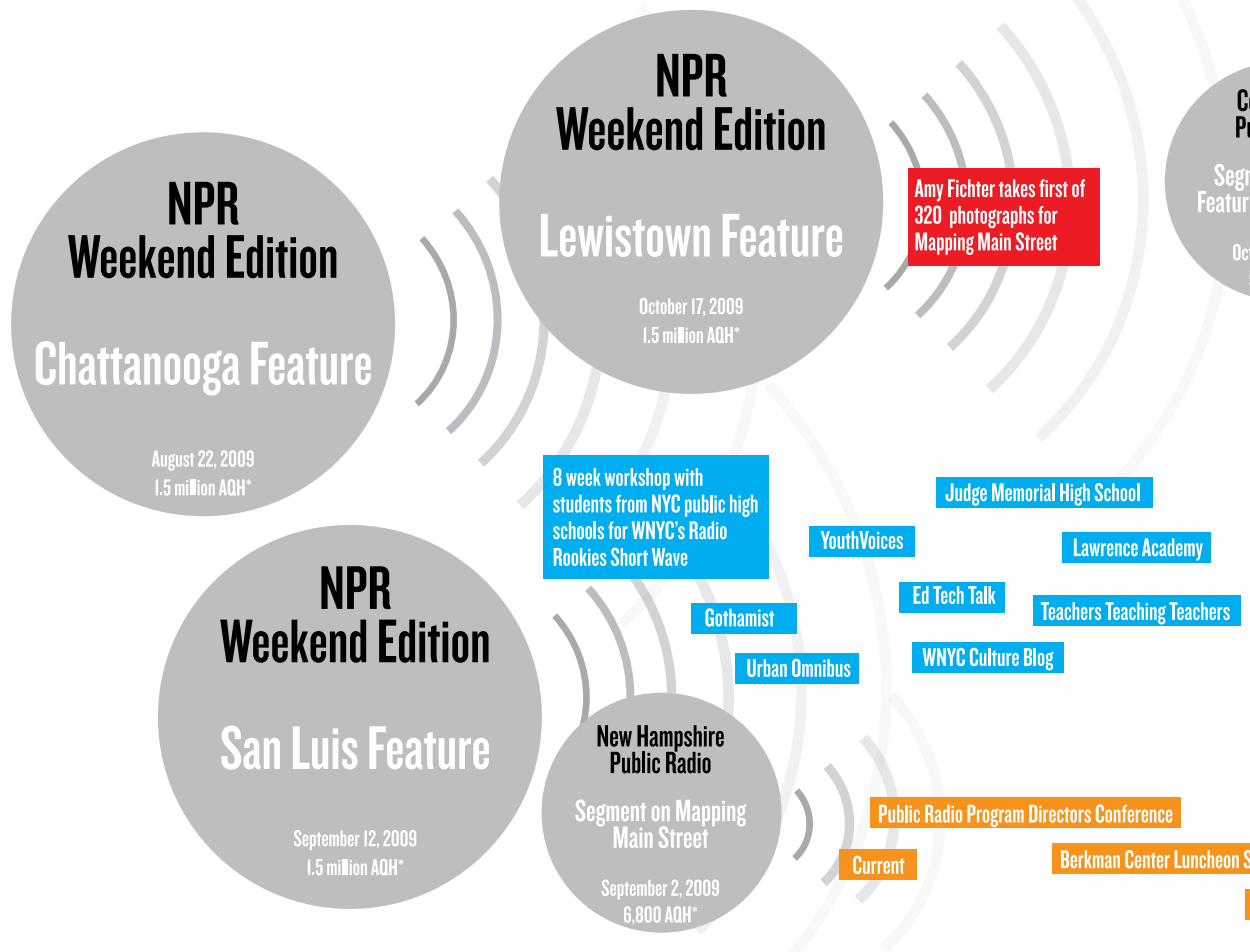 NPR
Weekend Edition
Chattanooga Feature
August 22, 2009
1.5 million AQH*
NPR
Weekend Edition
Lewistown Feature
October 17, 2009
1.5 million AQH*
Amy Fichter takes first of
320 photographs for
Mapping Main Street
NPR
Weekend Edition
San Luis Feature
September 12, 2009
1.5 million AQH*
8 week workshop with
students from NYC public high
schools for WNYC's Radio
Rookies Short Wave
Judge Memorial High School
YouthVoices
Lawrence Academy
Ed Tech Talk
Teachers Teaching Teachers
Gothamist
WNYC Culture Blog
Urban Omnibus
New Hampshire
Public Radio
Segment on Mapping
Main Street
September 2, 2009
6,800 AQH*
Public Radio Program Directors Conference
Current
Berkman Center Luncheon